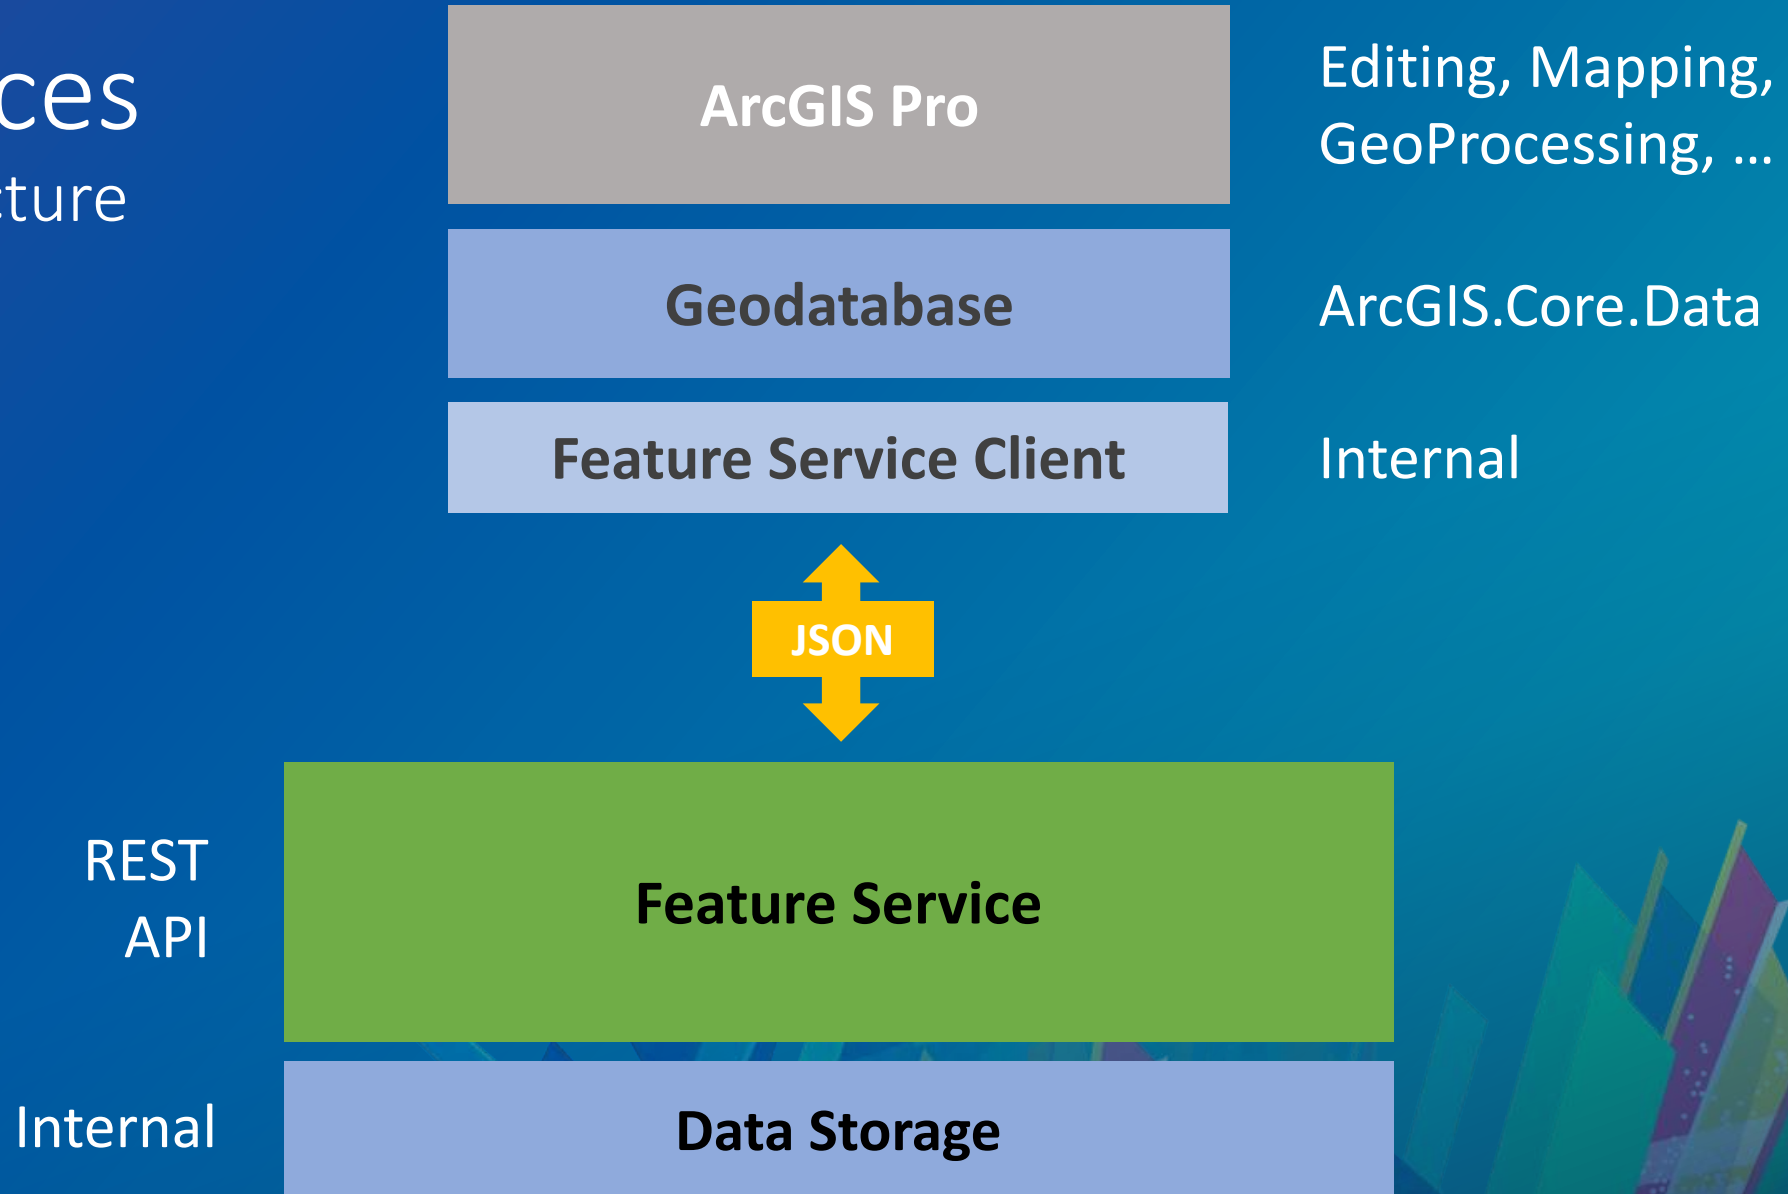 ces
cture
ArcGIS Pro
Editing, Mapping,
GeoProcessing, ...
Geodatabase
ArcGIS.Core.Data
Feature Service Client
Internal
JSON
REST
API
Feature Service
Internal
Data Storage